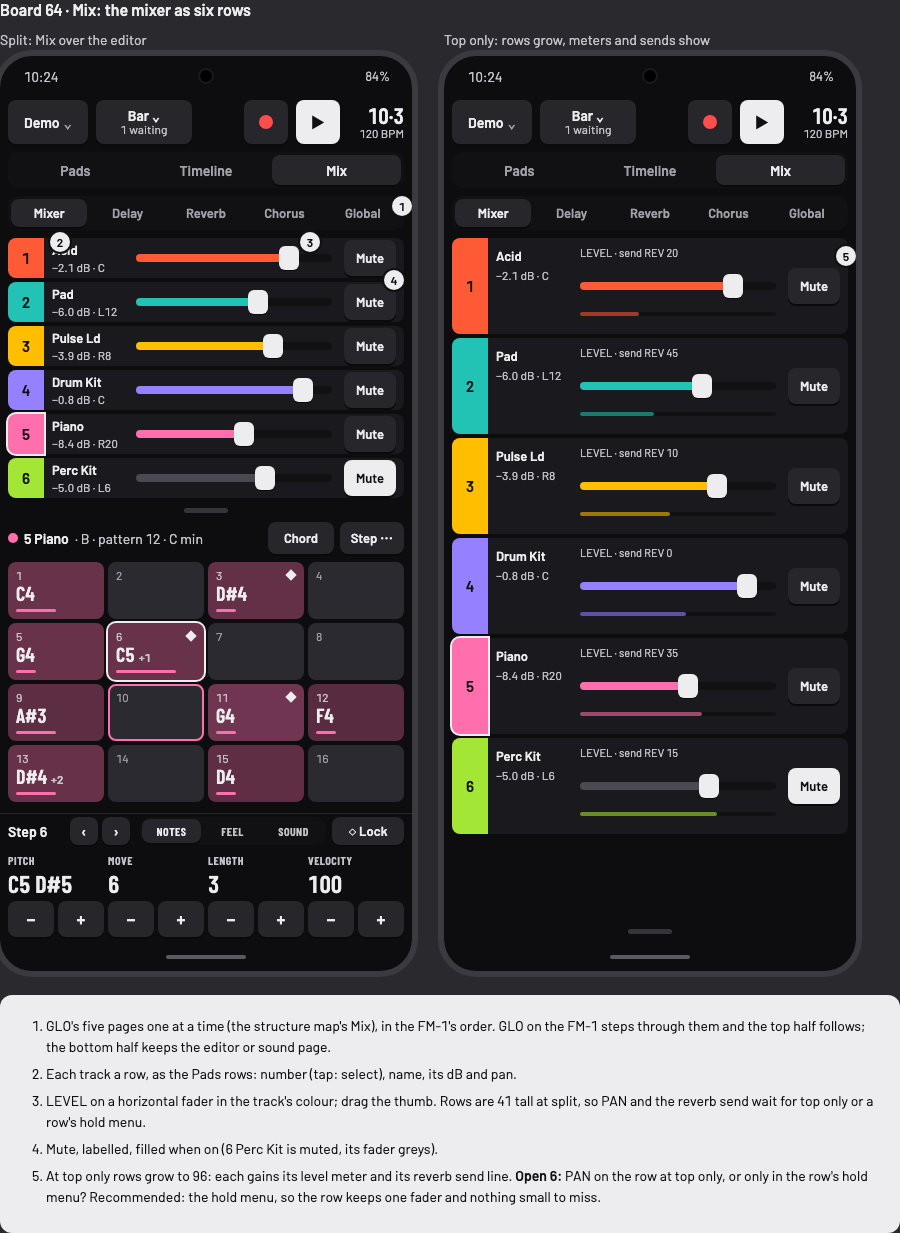 Board 64 · Mix: the mixer as six rows
Split: Mix over the editor
10:24
84%
Demo
Bar
1 waiting
10·3
120 BPM
Pads
Timeline
Mix
Mixer
Delay
Reverb
Chorus
Global
1
2
3
4
1
−2.1 dB · C
Mute
2
Pad
−6.0 dB · L12
Mute
3
Pulse Ld
−3.9 dB · R8
Mute
4
Drum Kit
−0.8 dB · C
Mute
5
Piano
−8.4 dB · R20
Mute
6
Perc Kit
−5.0 dB · L6
Mute
5 Piano · B · pattern 12 · C min
Chord
Step ···
1
C4
2
3
D#4
4
5
G4
6
C5 +1
7
8
9
A#3
10
11
G4
12
F4
13
D#4 +2
14
15
D4
16
Step 6
‹
›
NOTES
FEEL
SOUND
◇ Lock
PITCH
MOVE
LENGTH
VELOCITY
C5 D#5
6
3
100
− + − + − + − +
Top only: rows grow, meters and sends show
10:24
84%
Demo
Bar
1 waiting
10·3
120 BPM
Pads
Timeline
Mix
Mixer
Delay
Reverb
Chorus
Global
5
1
Acid
−2.1 dB · C
LEVEL · send REV 20
Mute
2
Pad
−6.0 dB · L12
LEVEL · send REV 45
Mute
3
Pulse Ld
−3.9 dB · R8
LEVEL · send REV 10
Mute
4
Drum Kit
−0.8 dB · C
LEVEL · send REV 0
Mute
5
Piano
−8.4 dB · R20
LEVEL · send REV 35
Mute
6
Perc Kit
−5.0 dB · L6
LEVEL · send REV 15
Mute
1. GLO's five pages one at a time (the structure map's Mix), in the FM-1's order. GLO on the FM-1 steps through them and the top half follows;
the bottom half keeps the editor or sound page.
2. Each track a row, as the Pads rows: number (tap: select), name, its dB and pan.
3. LEVEL on a horizontal fader in the track's colour; drag the thumb. Rows are 41 tall at split, so PAN and the reverb send wait for top only or a
row's hold menu.
4. Mute, labelled, filled when on (6 Perc Kit is muted, its fader greys).
5. At top only rows grow to 96: each gains its level meter and its reverb send line. Open 6: PAN on the row at top only, or only in the row's hold
menu? Recommended: the hold menu, so the row keeps one fader and nothing small to miss.